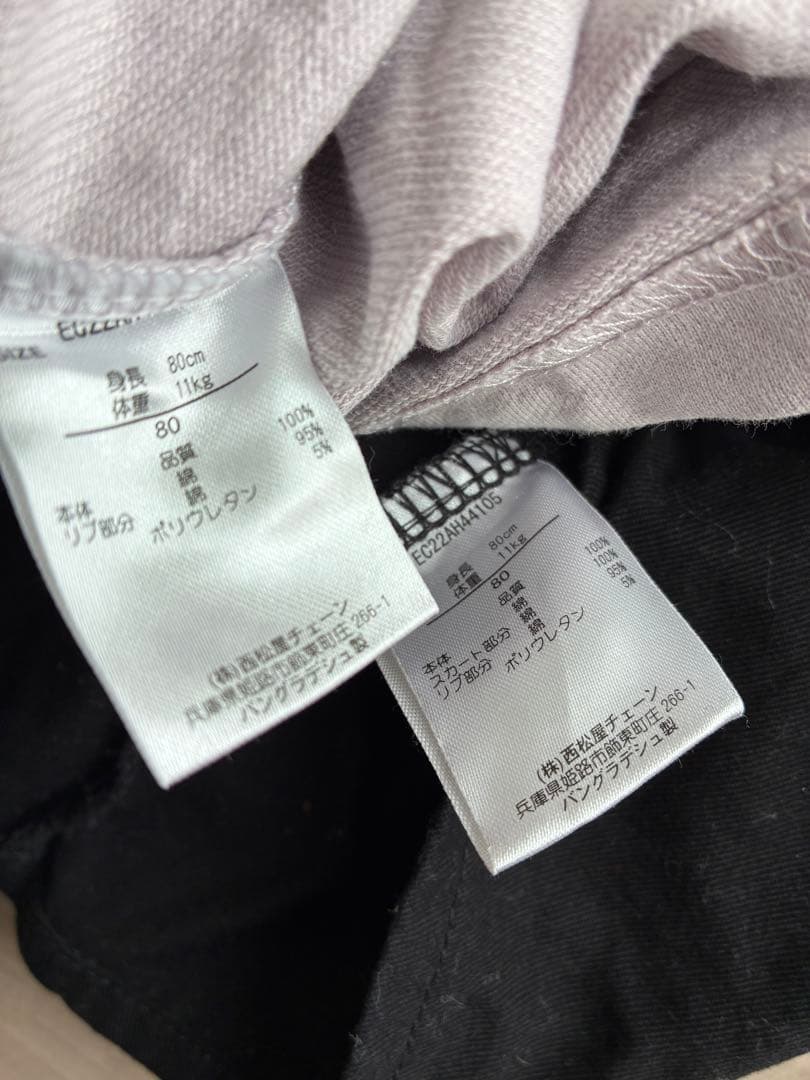 SIZE
身長 80cm
体重 11kg
80
品質
本体 綿 100%
リブ部分 綿 95%
ポリウレタン 5%
(株)西松屋チェーン
兵庫県姫路市飾東町庄 266-1
バングラデシュ製
EC22AH44105
身長 80cm
体重 11kg
80
品質
本体 綿 100%
スカート部分 綿 100%
リブ部分 綿 95%
ポリウレタン 5%
(株)西松屋チェーン
兵庫県姫路市飾東町庄 266-1
バングラデシュ製